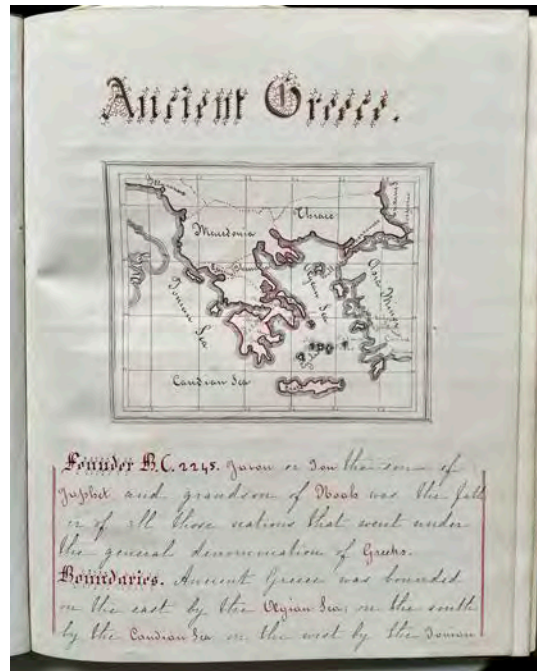 Ancient Greece.
Thrace
Macedonia
Ionian Sea
Asia Minor
Candian Sea
Founder B.C. 2245. Javan or Ion the son of
Japhet and grandson of Noah was the fath
er of all those nations that went under
the general denomination of Greeks.
Boundaries. Ancient Greece was bounded
on the east by the Ægian Sea; on the south
by the Candian Sea on the west by the Ionian